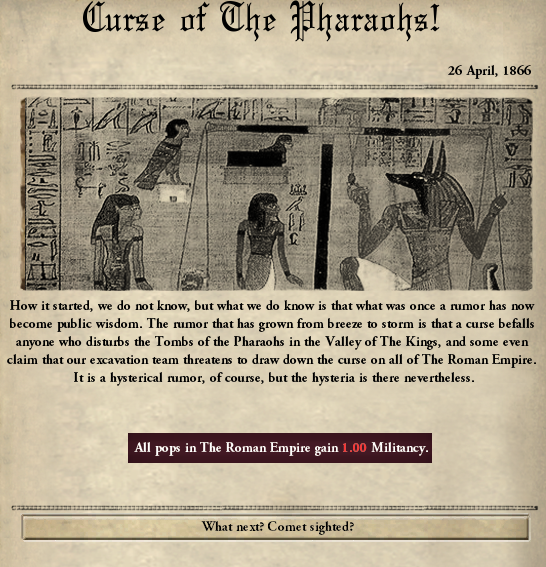 Curse of The Pharaohs!
26 April, 1866
How it started, we do not know, but what we do know is that what was once a rumor has now
become public wisdom. The rumor that has grown from breeze to storm is that a curse befalls
anyone who disturbs the Tombs of the Pharaohs in the Valley of The Kings, and some even
claim that our excavation team threatens to draw down the curse on all of The Roman Empire.
It is a hysterical rumor, of course, but the hysteria is there nevertheless.
All pops in The Roman Empire gain 1.00 Militancy.
What next? Comet sighted?